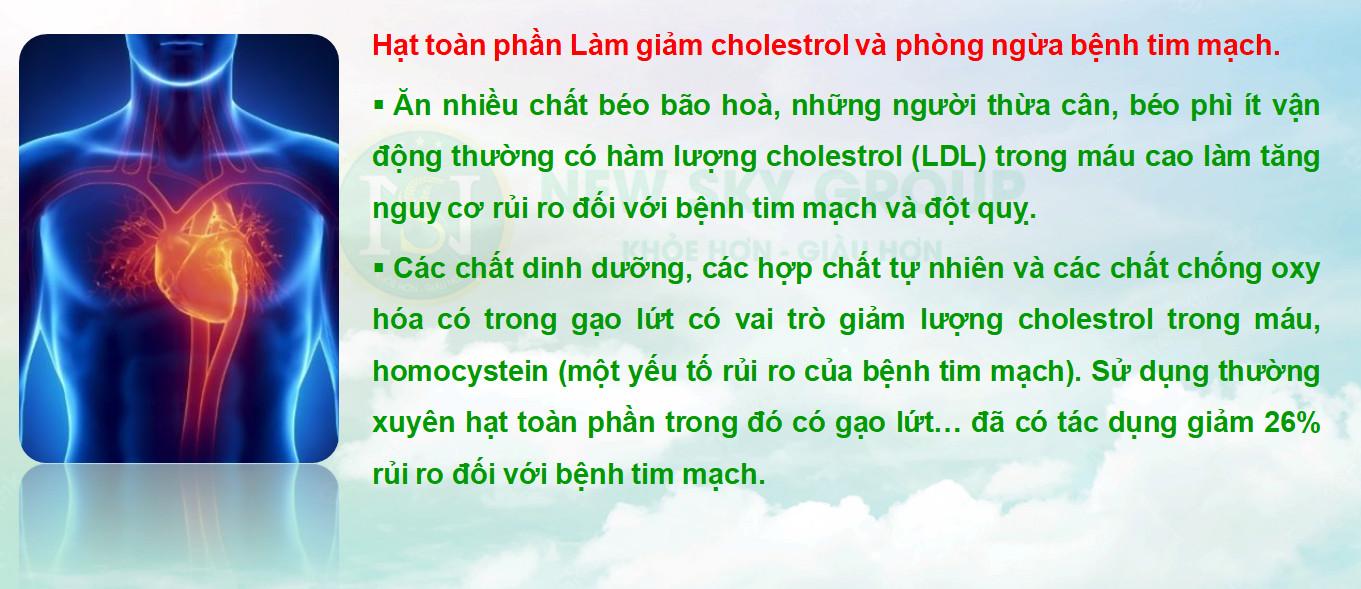 Hạt toàn phần Làm giảm cholestrol và phòng ngừa bệnh tim mạch.
▪ Ăn nhiều chất béo bão hoà, những người thừa cân, béo phì ít vận
động thường có hàm lượng cholestrol (LDL) trong máu cao làm tăng
nguy cơ rủi ro đối với bệnh tim mạch và đột quỵ.
NEW SKY GROUP
KHỎE HƠN - GIÀU HƠN
▪ Các chất dinh dưỡng, các hợp chất tự nhiên và các chất chống oxy
hóa có trong gạo lứt có vai trò giảm lượng cholestrol trong máu,
homocystein (một yếu tố rủi ro của bệnh tim mạch). Sử dụng thường
xuyên hạt toàn phần trong đó có gạo lứt… đã có tác dụng giảm 26%
rủi ro đối với bệnh tim mạch.